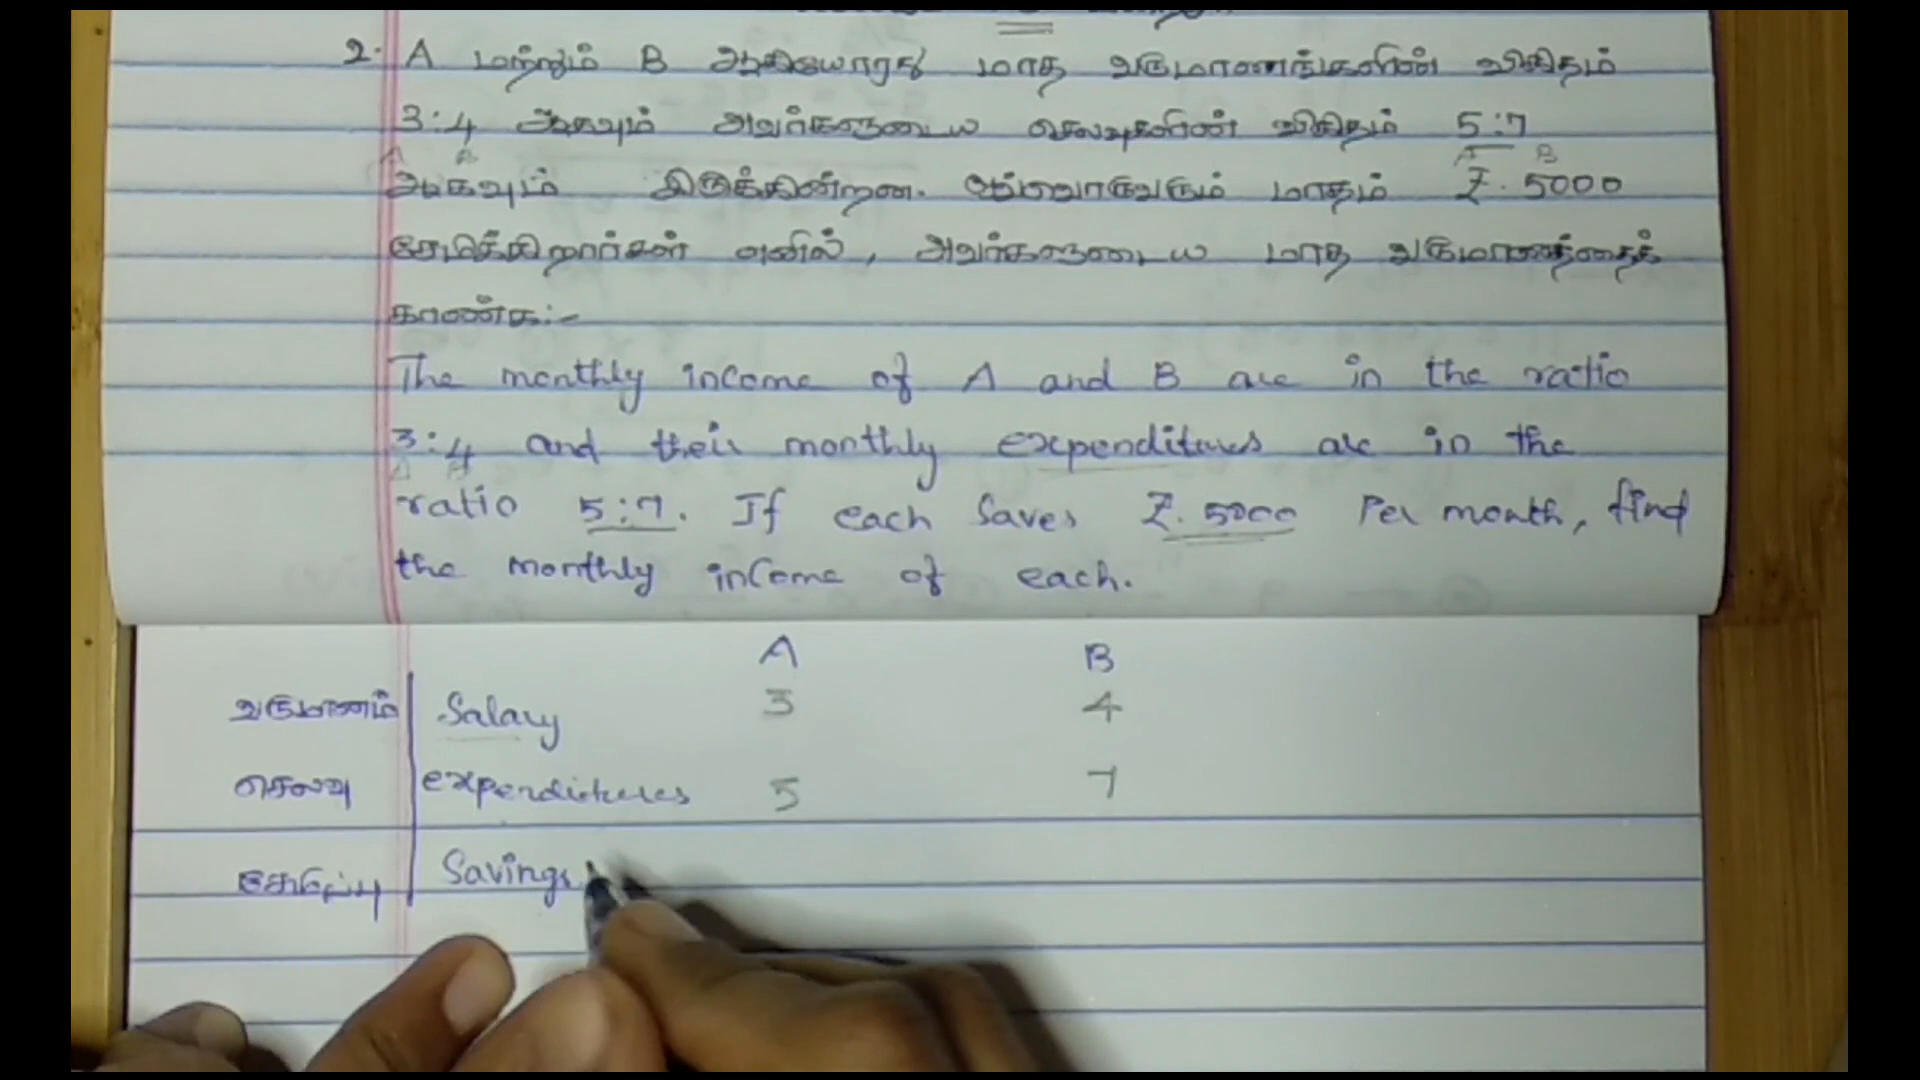 2. A மற்றும் B ஆகியோரது மாத வருமானங்களின் விகிதம்
3:4 ஆகவும் அவர்களுடைய செலவுகளின் விகிதம் 5:7
A B A B
ஆகவும் இருக்கின்றன. ஒவ்வொருவரும் மாதம் ₹. 5000
சேமிக்கிறார்கள் எனில், அவர்களுடைய மாத வருமானத்தைக்
காண்க:-
The monthly income of A and B are in the ratio
3:4 and their monthly expenditures are in the
A B
ratio 5:7. If each saves ₹. 5000 Per month, find
the monthly income of each.
A B
வருமானம் Salary 3 4
செலவு expenditures 5 7
சேமிப்பு Savings